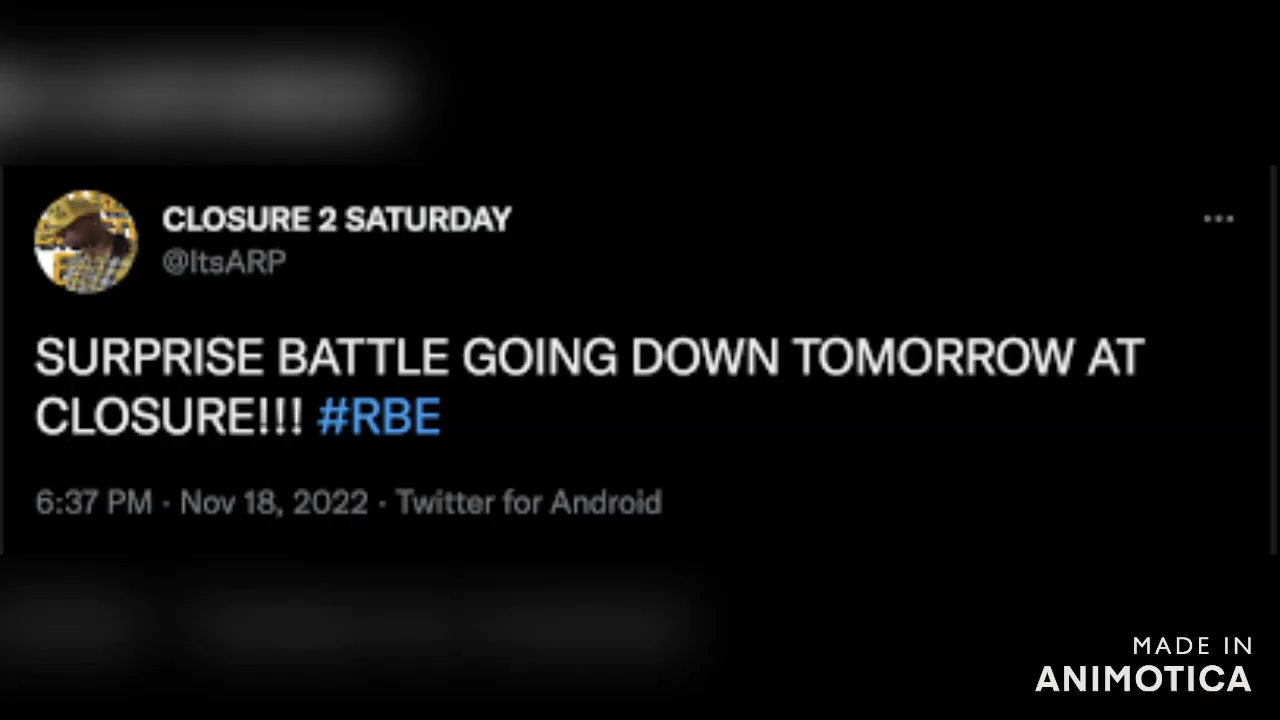 CLOSURE 2 SATURDAY
@ItsARP
SURPRISE BATTLE GOING DOWN TOMORROW AT
CLOSURE!!! #RBE
6:37 PM · Nov 18, 2022 · Twitter for Android
MADE IN
ANIMOTICA